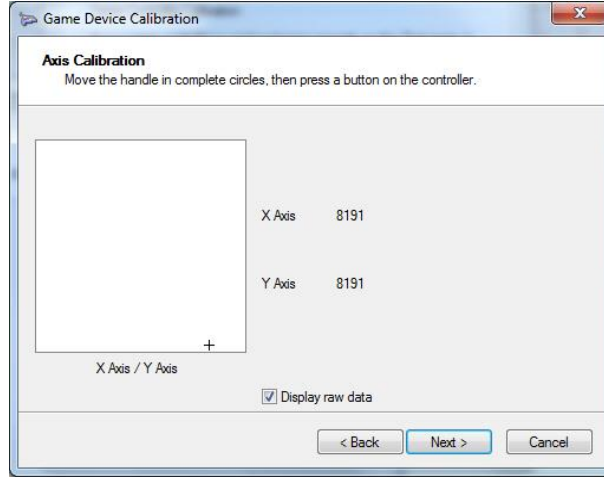 Game Device Calibration
Axis Calibration
Move the handle in complete circles, then press a button on the controller.
X Axis 8191
Y Axis 8191
X Axis / Y Axis
Display raw data
< Back Next > Cancel